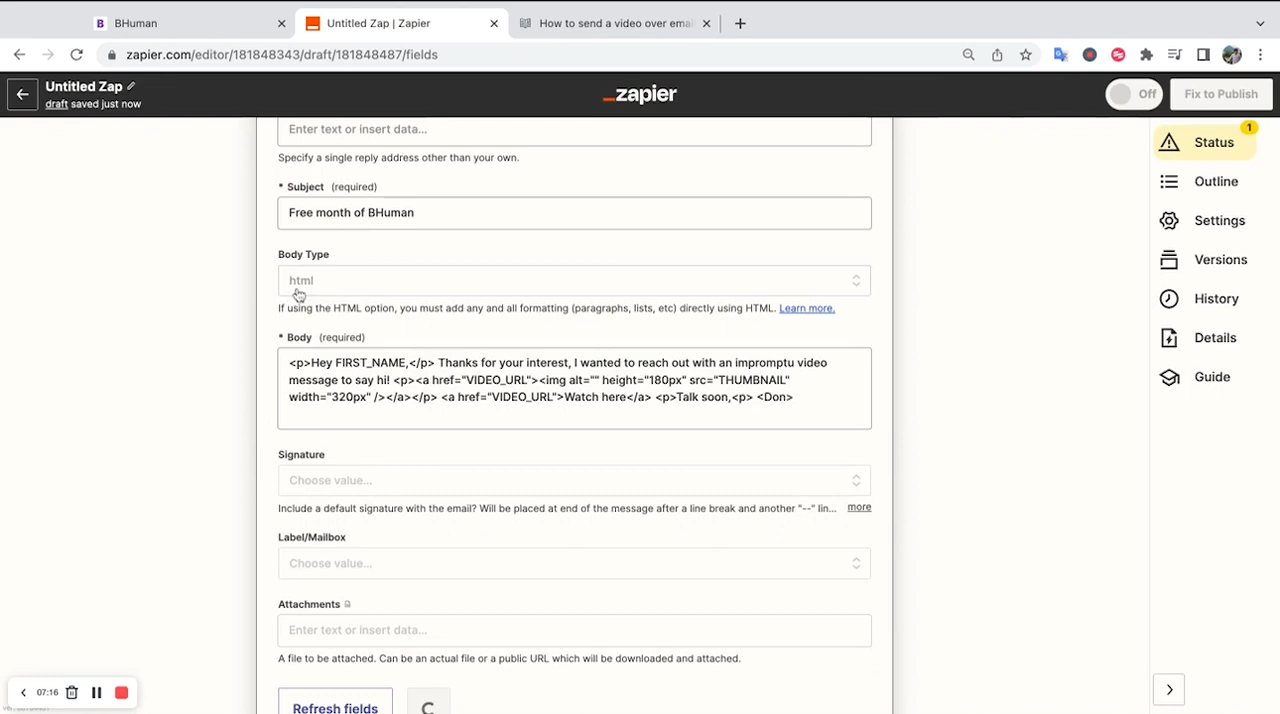 BHuman
Untitled Zap | Zapier
How to send a video over emai
zapier.com/editor/181848343/draft/181848487/fields
Untitled Zap
draft saved just now
_zapier
Off
Fix to Publish
Enter text or insert data...
Specify a single reply address other than your own.
* Subject (required)
Free month of BHuman
Body Type
html
If using the HTML option, you must add any and all formatting (paragraphs, lists, etc) directly using HTML. Learn more.
* Body (required)
<p>Hey FIRST_NAME,</p> Thanks for your interest, I wanted to reach out with an impromptu video
message to say hi! <p><a href="VIDEO_URL"><img alt="" height="180px" src="THUMBNAIL"
width="320px" /></a></p> <a href="VIDEO_URL">Watch here</a> <p>Talk soon,<p> <Don>
Signature
Choose value...
Include a default signature with the email? Will be placed at end of the message after a line break and another "--" lin... more
Label/Mailbox
Choose value...
Attachments
Enter text or insert data...
A file to be attached. Can be an actual file or a public URL which will be downloaded and attached.
Refresh fields
1
Status
Outline
Settings
Versions
History
Details
Guide
07:16